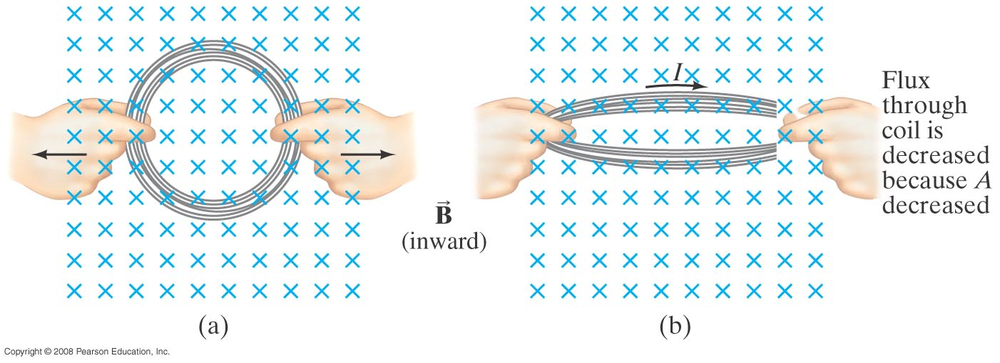 I
Flux
through
coil is
decreased
because A
decreased
B
(inward)
(a)
(b)
Copyright © 2008 Pearson Education, Inc.